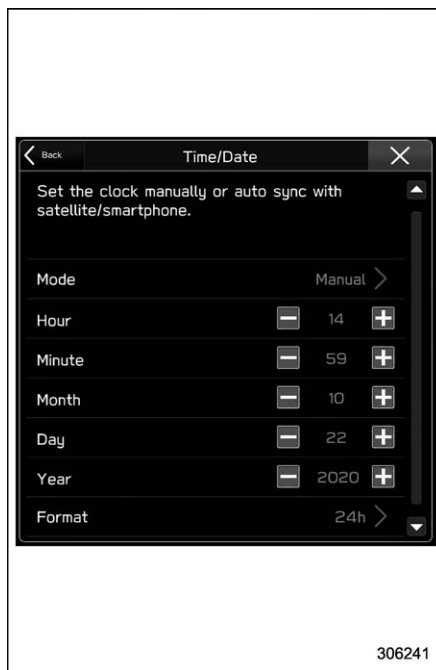 Back
Time/Date
Set the clock manually or auto sync with
satellite/smartphone.
Mode Manual
Hour 14
Minute 59
Month 10
Day 22
Year 2020
Format 24h
306241